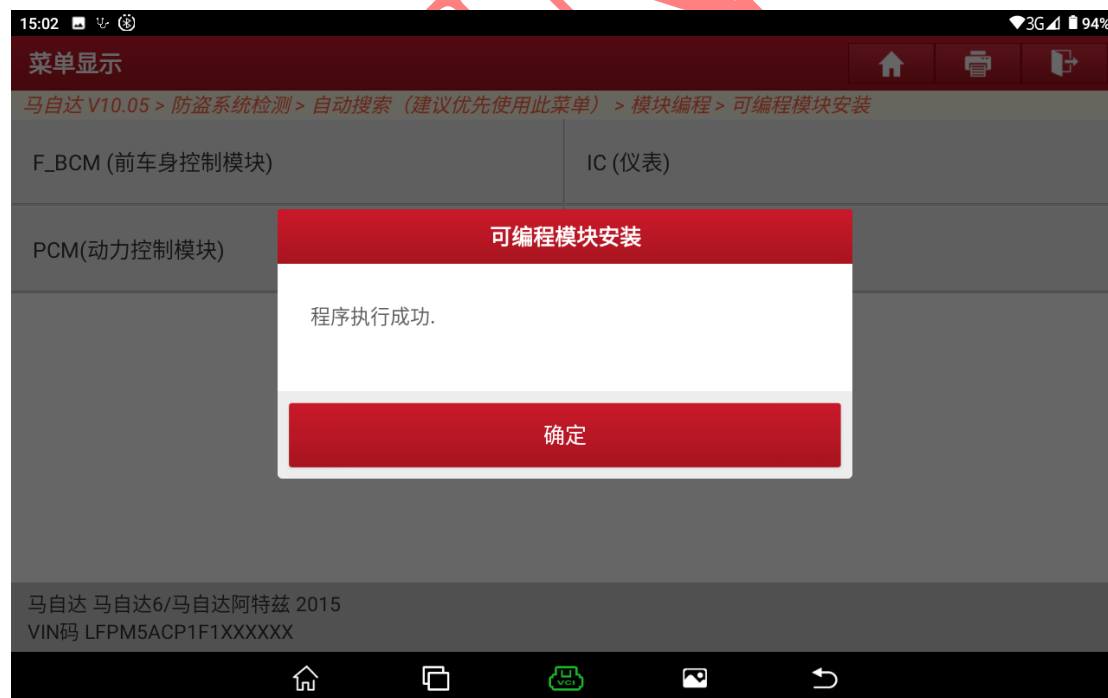 15:02
3G 94%
菜单显示
马自达 V10.05 > 防盗系统检测 > 自动搜索（建议优先使用此菜单） > 模块编程 > 可编程模块安装
F_BCM (前车身控制模块)
IC (仪表)
PCM(动力控制模块)
可编程模块安装
程序执行成功.
确定
马自达 马自达6/马自达阿特兹 2015
VIN码 LFPM5ACP1F1XXXXXX
VCI